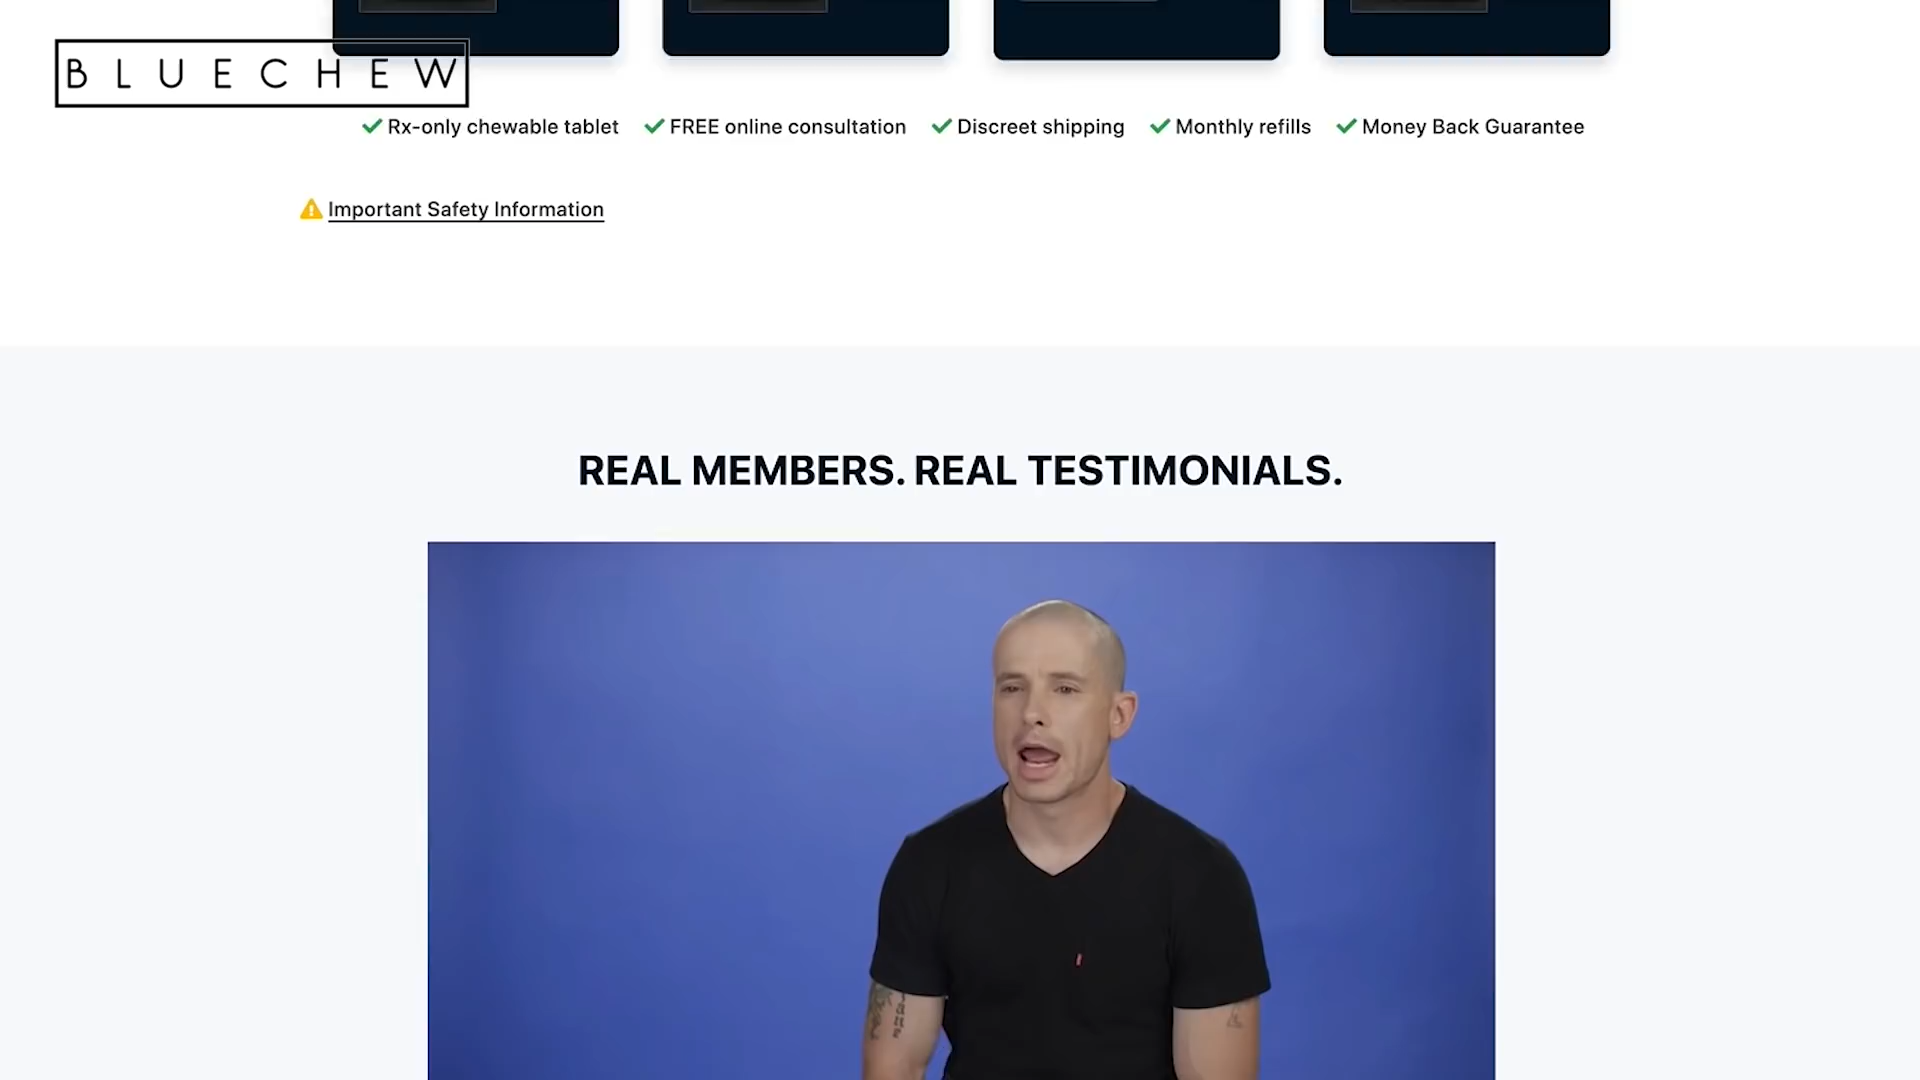 BLUECHEW
Rx-only chewable tablet FREE online consultation Discreet shipping Monthly refills Money Back Guarantee
Important Safety Information
REAL MEMBERS. REAL TESTIMONIALS.